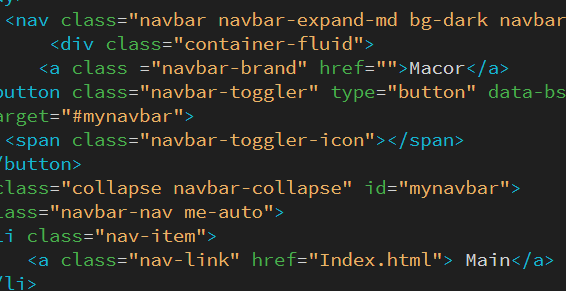 <nav class="navbar navbar-expand-md bg-dark navbar
<div class="container-fluid">
<a class ="navbar-brand" href="">Macor</a>
button class="navbar-toggler" type="button" data-bs
arget="#mynavbar">
<span class="navbar-toggler-icon"></span>
/button>
class="collapse navbar-collapse" id="mynavbar">
lass="navbar-nav me-auto">
li class="nav-item">
<a class="nav-link" href="Index.html"> Main</a>
/li>